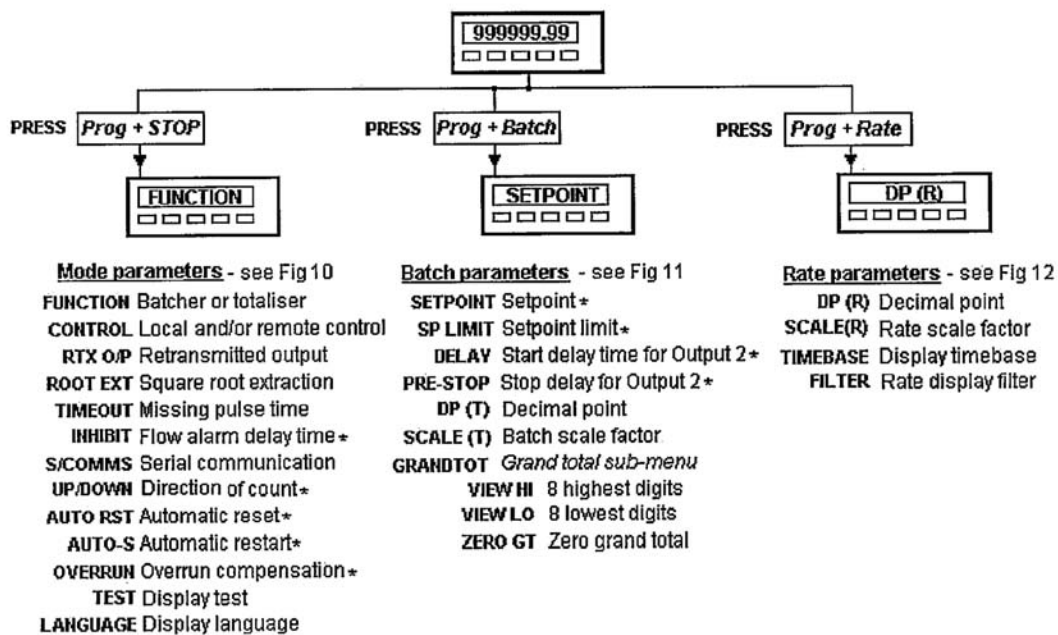 999999.99
PRESS Prog + STOP
PRESS Prog + Batch
PRESS Prog + Rate
FUNCTION
SETPOINT
DP (R)
Mode parameters - see Fig 10
FUNCTION Batcher or totaliser
CONTROL Local and/or remote control
RTX O/P Retransmitted output
ROOT EXT Square root extraction
TIMEOUT Missing pulse time
INHIBIT Flow alarm delay time*
S/COMMS Serial communication
UP/DOWN Direction of count*
AUTO RST Automatic reset*
AUTO-S Automatic restart*
OVERRUN Overrun compensation*
TEST Display test
LANGUAGE Display language
Batch parameters - see Fig 11
SETPOINT Setpoint*
SP LIMIT Setpoint limit*
DELAY Start delay time for Output 2*
PRE-STOP Stop delay for Output 2*
DP (T) Decimal point
SCALE (T) Batch scale factor
GRANDTOT Grand total sub-menu
VIEW HI 8 highest digits
VIEW LO 8 lowest digits
ZERO GT Zero grand total
Rate parameters - see Fig 12
DP (R) Decimal point
SCALE(R) Rate scale factor
TIMEBASE Display timebase
FILTER Rate display filter